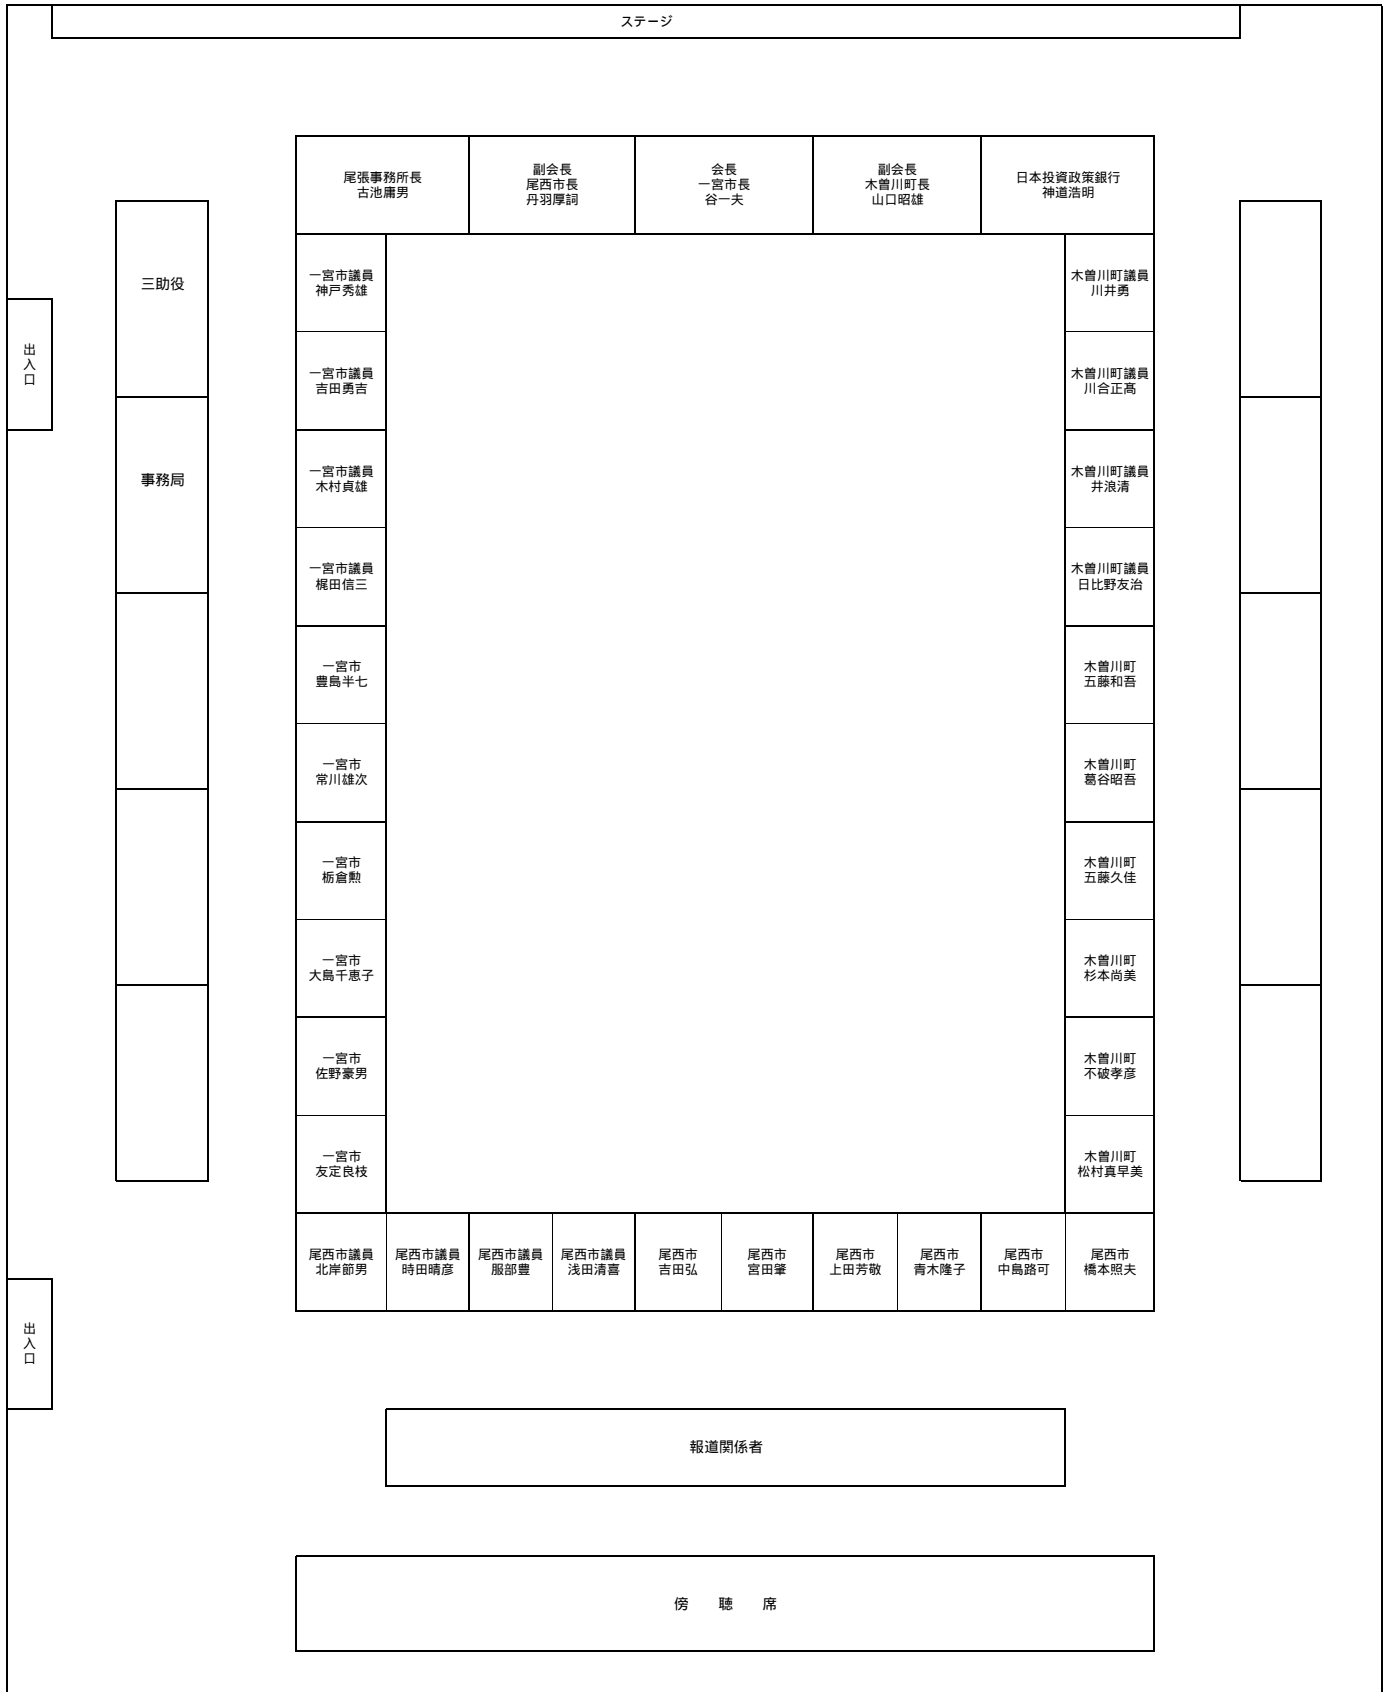 ステージ
尾張事務所長
古池庸男
副会長
尾西市長
丹羽厚詞
会長
一宮市長
谷一夫
副会長
木曽川町長
山口昭雄
日本投資政策銀行
神道浩明
三助役
事務局
出入口
一宮市議員
神戸秀雄
一宮市議員
吉田勇吉
一宮市議員
木村貞雄
一宮市議員
梶田信三
一宮市
豊島半七
一宮市
常川雄次
一宮市
栃倉勲
一宮市
大島千恵子
一宮市
佐野豪男
一宮市
友定良枝
木曽川町議員
川井勇
木曽川町議員
川合正髙
木曽川町議員
井浪清
木曽川町議員
日比野友治
木曽川町
五藤和吾
木曽川町
葛谷昭吾
木曽川町
五藤久佳
木曽川町
杉本尚美
木曽川町
不破孝彦
木曽川町
松村真早美
尾西市議員
北岸節男
尾西市議員
時田晴彦
尾西市議員
服部豊
尾西市議員
浅田清喜
尾西市
吉田弘
尾西市
宮田肇
尾西市
上田芳敬
尾西市
青木隆子
尾西市
中島路可
尾西市
橋本照夫
出入口
報道関係者
傍　聴　席